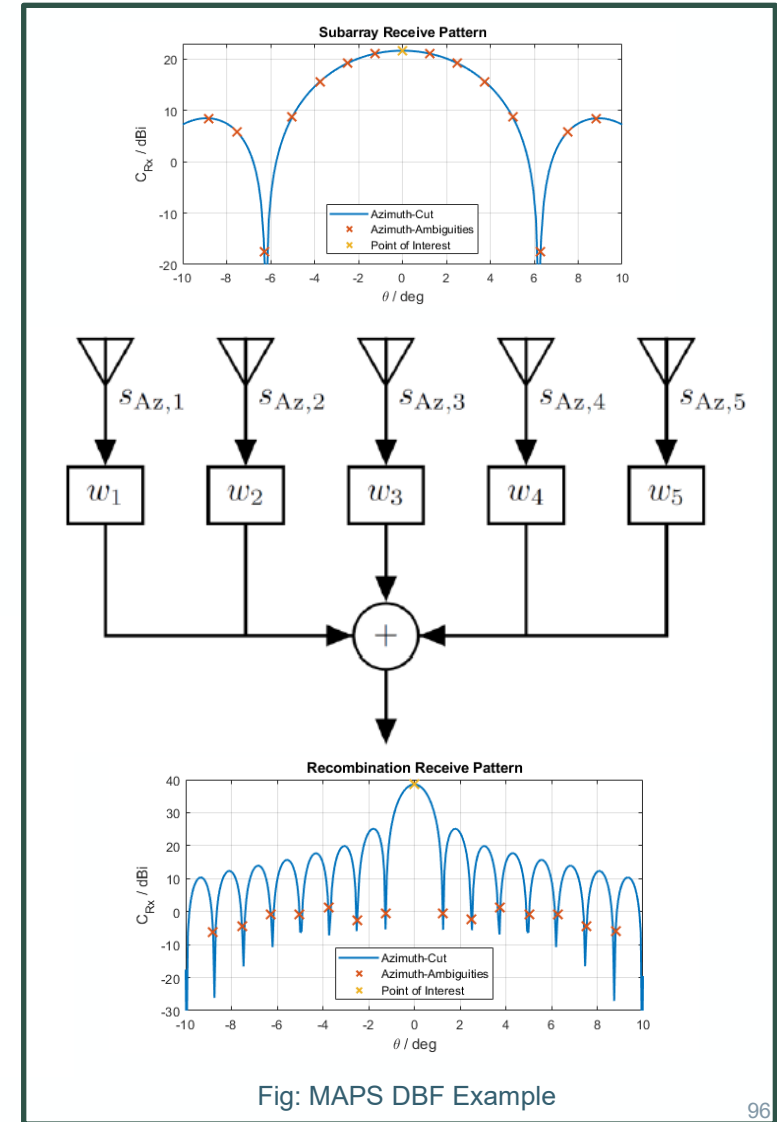 Subarray Receive Pattern
20
10
0
-10
-20
C_Rx / dBi
Azimuth-Cut
Azimuth-Ambiguities
Point of Interest
-10 -8 -6 -4 -2 0 2 4 6 8 10
θ / deg
s_Az,1 s_Az,2 s_Az,3 s_Az,4 s_Az,5
w_1 w_2 w_3 w_4 w_5
+
Recombination Receive Pattern
40
30
20
10
0
-10
-20
-30
C_Rx / dBi
Azimuth-Cut
Azimuth-Ambiguities
Point of Interest
-10 -8 -6 -4 -2 0 2 4 6 8 10
θ / deg
Fig: MAPS DBF Example
96